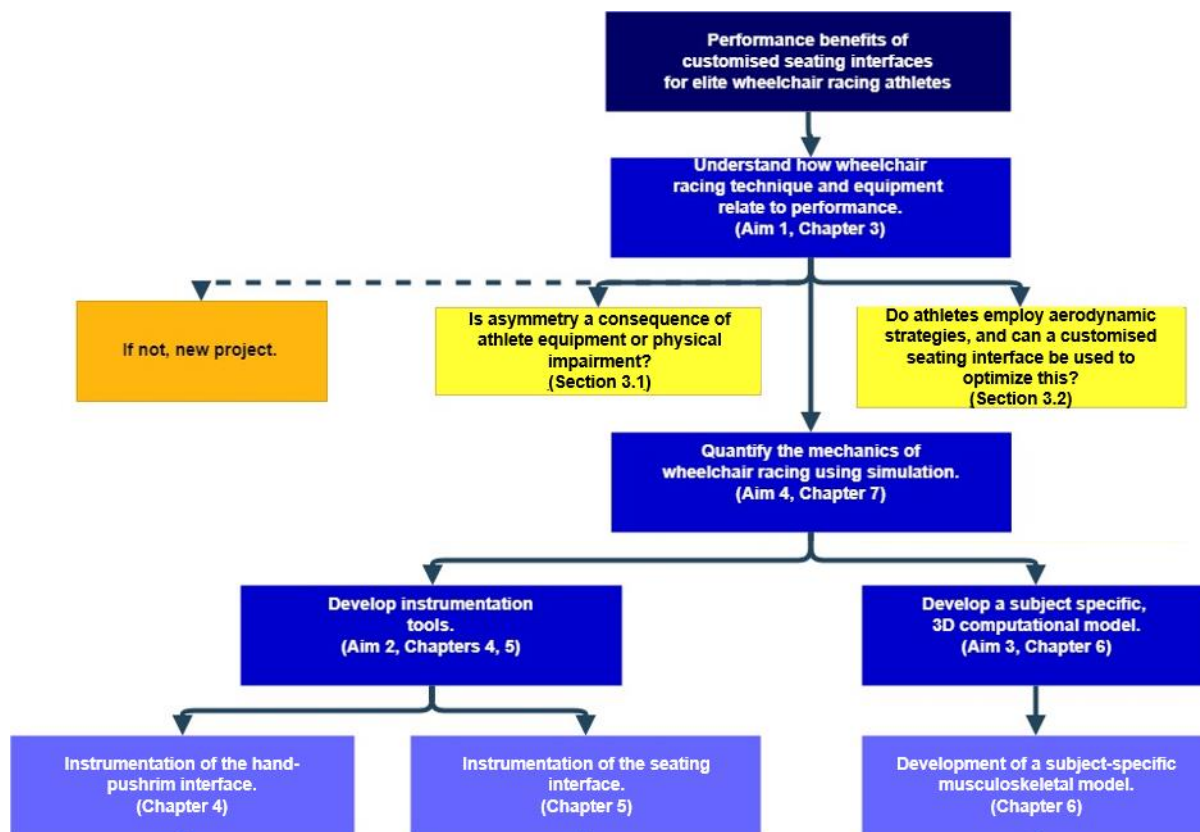 Performance benefits of
customised seating interfaces
for elite wheelchair racing athletes
Understand how wheelchair
racing technique and equipment
relate to performance.
(Aim 1, Chapter 3)
If not, new project.
Is asymmetry a consequence of
athlete equipment or physical
impairment?
(Section 3.1)
Do athletes employ aerodynamic
strategies, and can a customised
seating interface be used to
optimize this?
(Section 3.2)
Quantify the mechanics of
wheelchair racing using simulation.
(Aim 4, Chapter 7)
Develop instrumentation
tools.
(Aim 2, Chapters 4, 5)
Develop a subject specific,
3D computational model.
(Aim 3, Chapter 6)
Instrumentation of the hand-
pushrim interface.
(Chapter 4)
Instrumentation of the seating
interface.
(Chapter 5)
Development of a subject-specific
musculoskeletal model.
(Chapter 6)